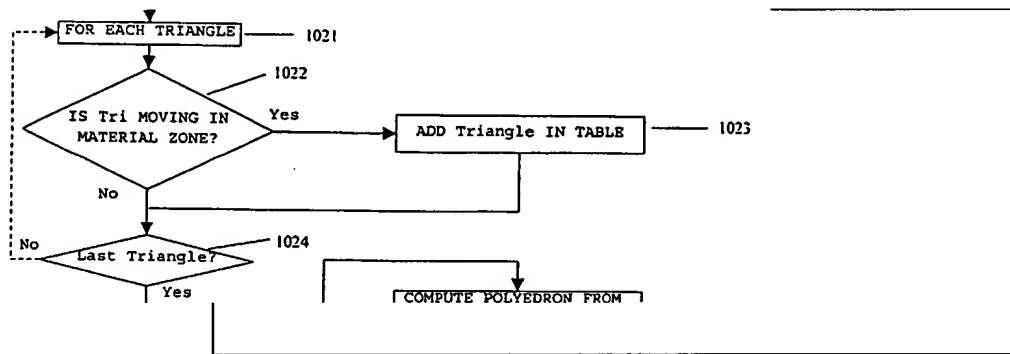 FOR EACH TRIANGLE
1021
1022
IS Tri MOVING IN
MATERIAL ZONE?
Yes
ADD Triangle IN TABLE
1023
No
1024
No
Last Triangle?
Yes
COMPUTE POLYEDRON FROM